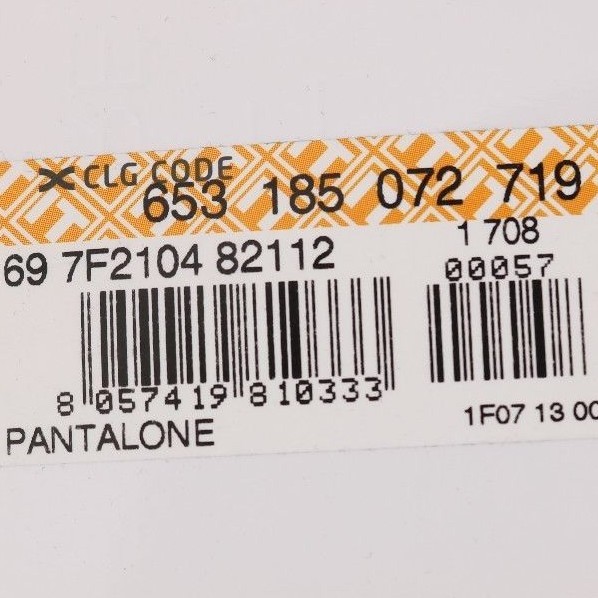 CLG CODE
653 185 072 719
69 7F2104 82112
1 708
00057
8 057419 810333
PANTALONE
1F07 13 00